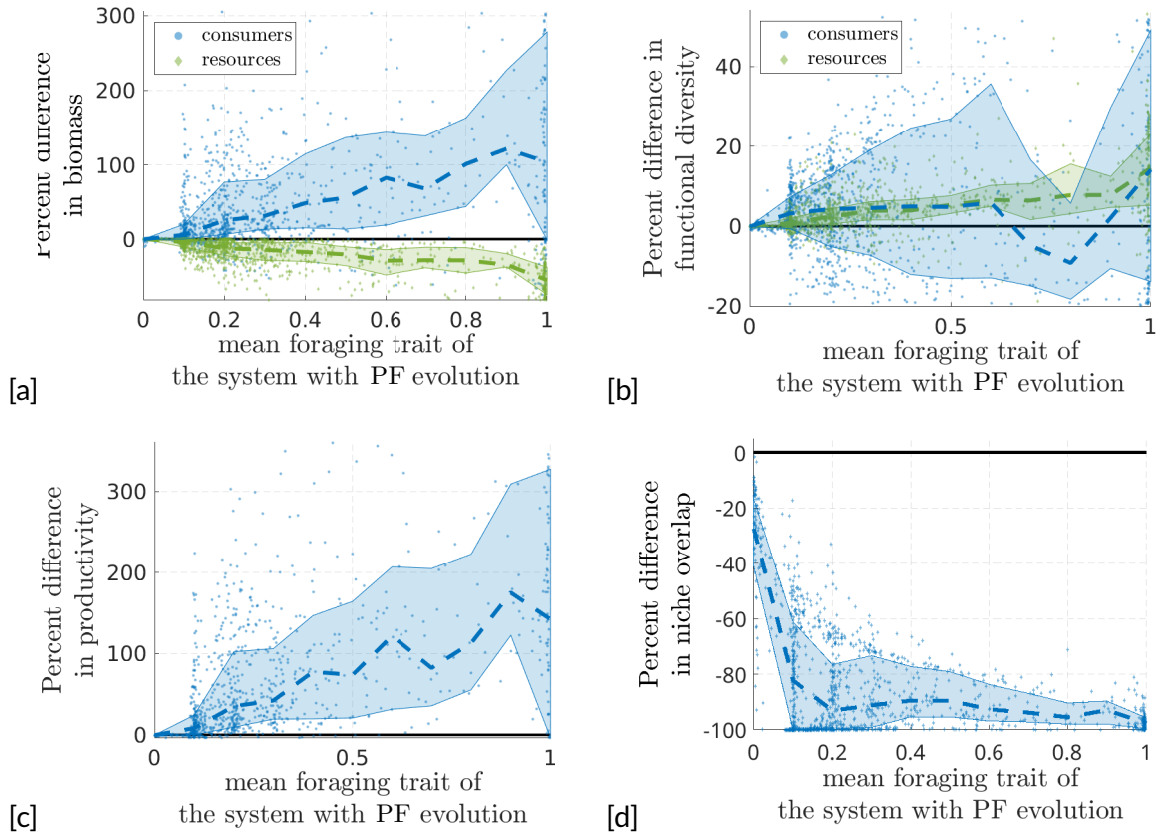 300
200
100
0
Percent difference
in biomass
consumers
resources
0 0.2 0.4 0.6 0.8 1
mean foraging trait of
the system with PF evolution
[a]
40
20
0
-20
Percent difference in
functional diversity
consumers
resources
0 0.5 1
mean foraging trait of
the system with PF evolution
[b]
300
200
100
0
Percent difference
in productivity
0 0.5 1
mean foraging trait of
the system with PF evolution
[c]
0
-20
-40
-60
-80
-100
Percent difference
in niche overlap
0 0.2 0.4 0.6 0.8 1
mean foraging trait of
the system with PF evolution
[d]